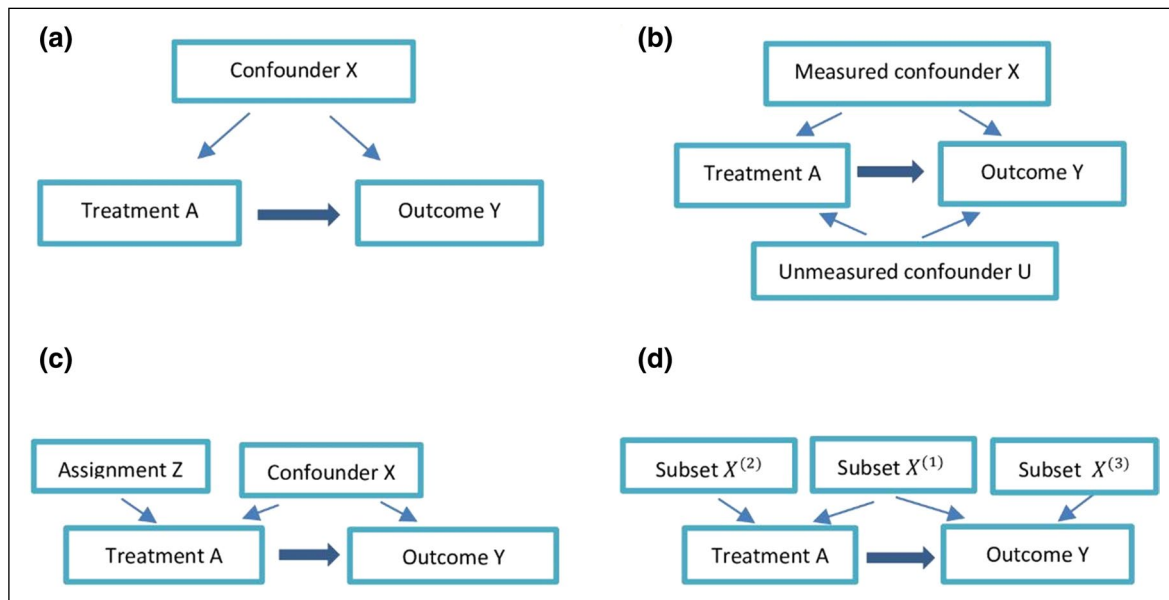 (a)
Confounder X
Treatment A
Outcome Y
(b)
Measured confounder X
Treatment A
Outcome Y
Unmeasured confounder U
(c)
Assignment Z
Confounder X
Treatment A
Outcome Y
(d)
Subset X⁽²⁾
Subset X⁽¹⁾
Subset X⁽³⁾
Treatment A
Outcome Y